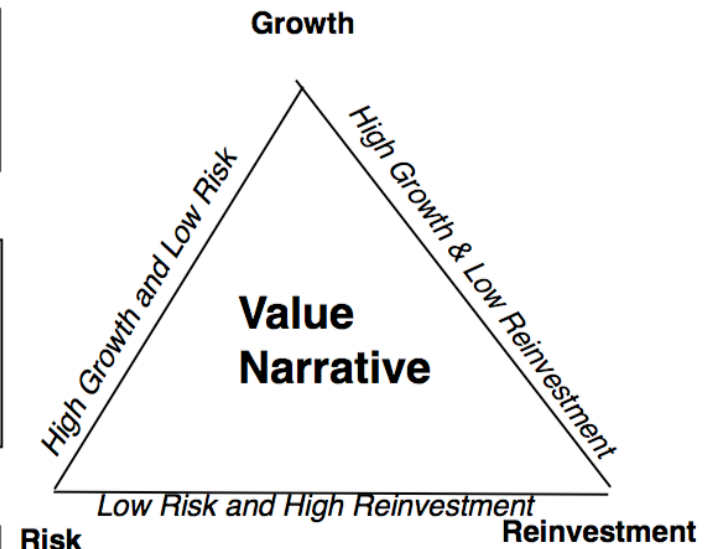 Growth
High Growth and Low Risk
High Growth & Low Reinvestment
Value
Narrative
Low Risk and High Reinvestment
Risk
Reinvestment